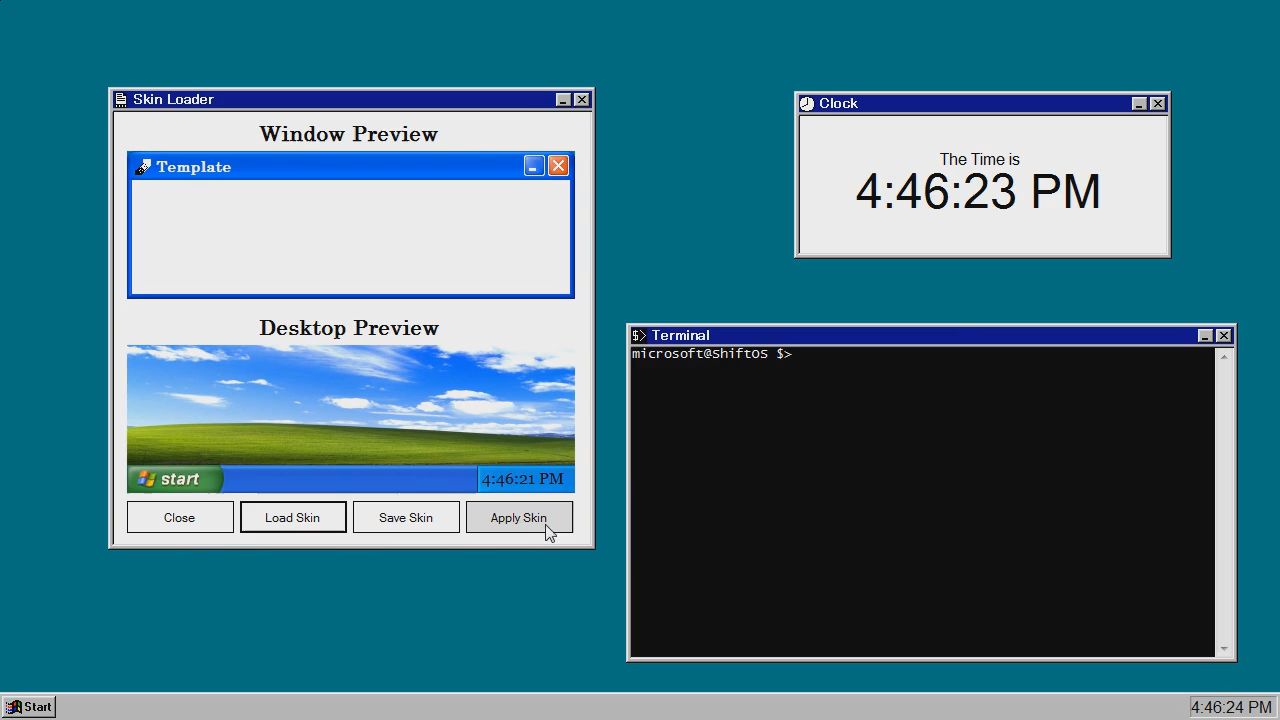 Skin Loader
Window Preview
Template
Desktop Preview
start
4:46:21 PM
Close
Load Skin
Save Skin
Apply Skin
Clock
The Time is
4:46:23 PM
$> Terminal
microsoft@shiftos $>
Start
4:46:24 PM